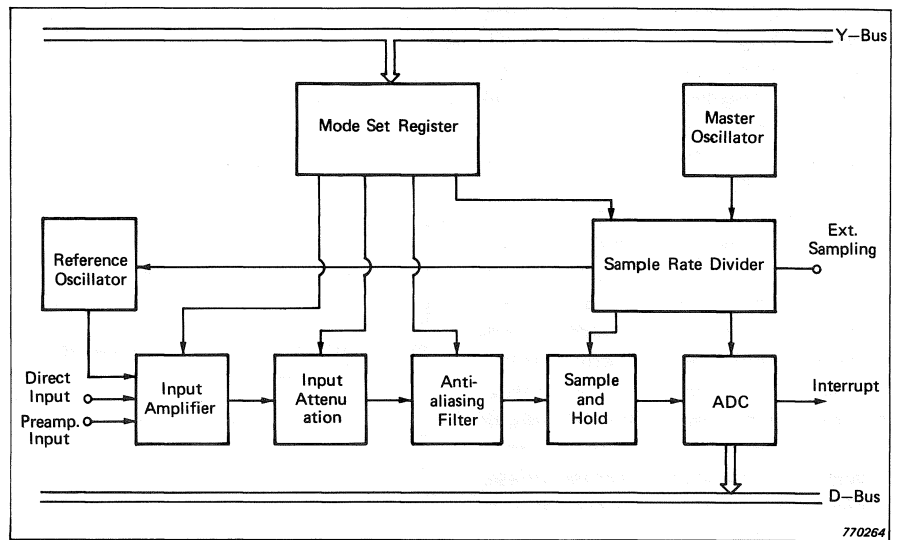 Y–Bus
Mode Set Register
Master
Oscillator
Reference
Oscillator
Sample Rate Divider
Ext.
Sampling
Direct
Input
Preamp.
Input
Input
Amplifier
Input
Attenu
ation
Anti-
aliasing
Filter
Sample
and
Hold
ADC
Interrupt
D–Bus
770264